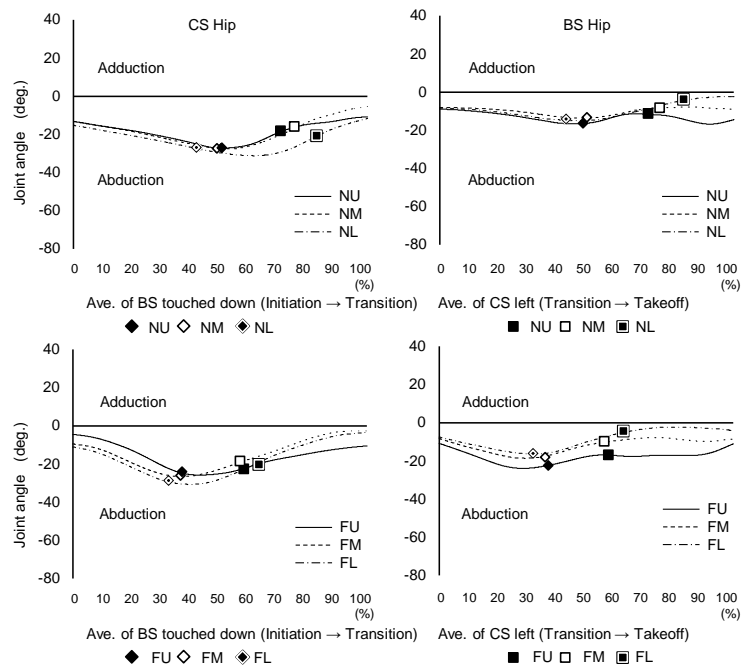 CS Hip
BS Hip
40
20
0
-20
-40
-60
-80
Joint angle (deg.)
Adduction
Abduction
NU
NM
NL
0 10 20 30 40 50 60 70 80 90 100
(%)
40
20
0
-20
-40
-60
-80
Adduction
Abduction
NU
NM
NL
0 10 20 30 40 50 60 70 80 90 100
(%)
Ave. of BS touched down (Initiation → Transition)
NU NM NL
Ave. of CS left (Transition → Takeoff)
NU NM NL
40
20
0
-20
-40
-60
-80
Joint angle (deg.)
Adduction
Abduction
FU
FM
FL
0 10 20 30 40 50 60 70 80 90 100
(%)
40
20
0
-20
-40
-60
-80
Adduction
Abduction
FU
FM
FL
0 10 20 30 40 50 60 70 80 90 100
(%)
Ave. of BS touched down (Initiation → Transition)
FU FM FL
Ave. of CS left (Transition → Takeoff)
FU FM FL